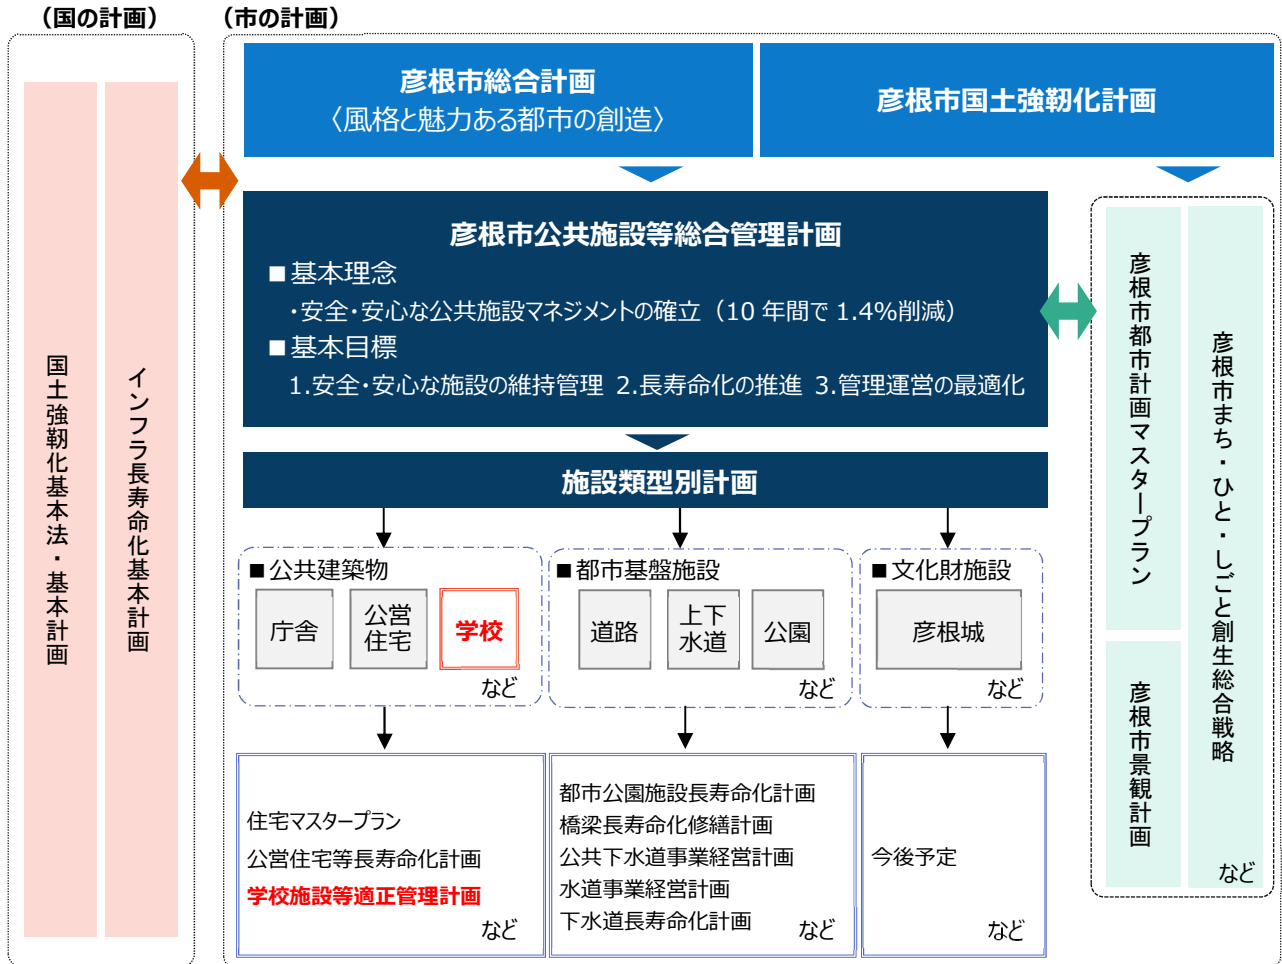 （国の計画）
（市の計画）
国土強靭化基本法・基本計画
インフラ長寿命化基本計画
彦根市総合計画
〈風格と魅力ある都市の創造〉
彦根市国土強靭化計画
彦根市公共施設等総合管理計画
■基本理念
・安全・安心な公共施設マネジメントの確立（10 年間で 1.4%削減）
■基本目標
1.安全・安心な施設の維持管理 2.長寿命化の推進 3.管理運営の最適化
施設類型別計画
■公共建築物
庁舎
公営
住宅
学校
など
■都市基盤施設
道路
上下
水道
公園
など
■文化財施設
彦根城
など
住宅マスタープラン
公営住宅等長寿命化計画
学校施設等適正管理計画
など
都市公園施設長寿命化計画
橋梁長寿命化修繕計画
公共下水道事業経営計画
水道事業経営計画
下水道長寿命化計画
など
今後予定
など
彦根市都市計画マスタープラン
彦根市景観計画
彦根市まち・ひと・しごと創生総合戦略
など